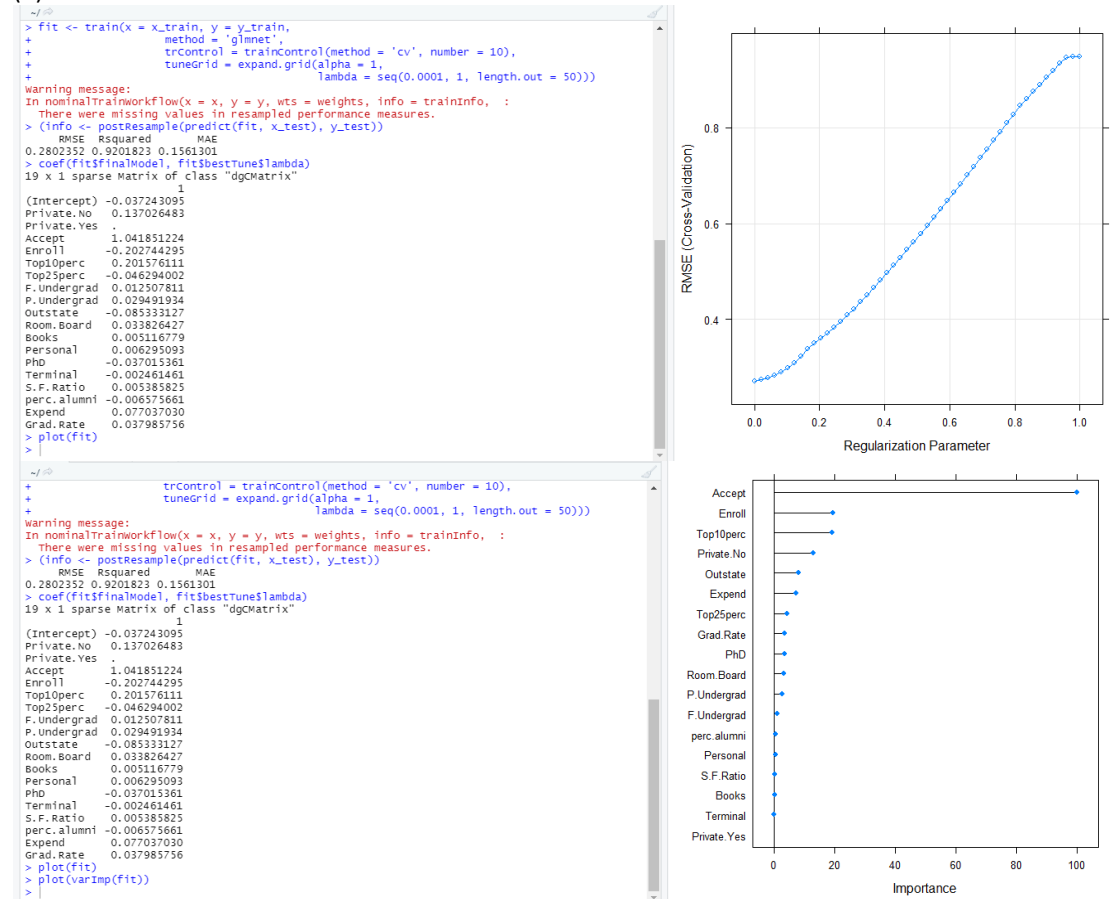 ~/
> fit <- train(x = x_train, y = y_train,
+ method = 'glmnet',
+ trControl = trainControl(method = 'cv', number = 10),
+ tuneGrid = expand.grid(alpha = 1,
+ lambda = seq(0.0001, 1, length.out = 50)))
Warning message:
In nominalTrainWorkflow(x = x, y = y, wts = weights, info = trainInfo, :
There were missing values in resampled performance measures.
> (info <- postResample(predict(fit, x_test), y_test))
RMSE Rsquared MAE
0.2802352 0.9201823 0.1561301
> coef(fit$finalModel, fit$bestTune$lambda)
19 x 1 sparse Matrix of class "dgCMatrix"
1
(Intercept) -0.037243095
Private.No 0.137026483
Private.Yes .
Accept 1.041851224
Enroll -0.202744295
Top10perc 0.201576111
Top25perc -0.046294002
F.Undergrad 0.012507811
P.Undergrad 0.029491934
Outstate -0.085333127
Room.Board 0.033826427
Books 0.005116779
Personal 0.006295093
PhD -0.037015361
Terminal -0.002461461
S.F.Ratio 0.005385825
perc.alumni -0.006575661
Expend 0.077037030
Grad.Rate 0.037985756
> plot(fit)
>
RMSE (Cross-Validation)
0.8
0.6
0.4
0.0 0.2 0.4 0.6 0.8 1.0
Regularization Parameter
~/
+ trControl = trainControl(method = 'cv', number = 10),
+ tuneGrid = expand.grid(alpha = 1,
+ lambda = seq(0.0001, 1, length.out = 50)))
Warning message:
In nominalTrainWorkflow(x = x, y = y, wts = weights, info = trainInfo, :
There were missing values in resampled performance measures.
> (info <- postResample(predict(fit, x_test), y_test))
RMSE Rsquared MAE
0.2802352 0.9201823 0.1561301
> coef(fit$finalModel, fit$bestTune$lambda)
19 x 1 sparse Matrix of class "dgCMatrix"
1
(Intercept) -0.037243095
Private.No 0.137026483
Private.Yes .
Accept 1.041851224
Enroll -0.202744295
Top10perc 0.201576111
Top25perc -0.046294002
F.Undergrad 0.012507811
P.Undergrad 0.029491934
Outstate -0.085333127
Room.Board 0.033826427
Books 0.005116779
Personal 0.006295093
PhD -0.037015361
Terminal -0.002461461
S.F.Ratio 0.005385825
perc.alumni -0.006575661
Expend 0.077037030
Grad.Rate 0.037985756
> plot(fit)
> plot(varImp(fit))
>
Accept
Enroll
Top10perc
Private.No
Outstate
Expend
Top25perc
Grad.Rate
PhD
Room.Board
P.Undergrad
F.Undergrad
perc.alumni
Personal
S.F.Ratio
Books
Terminal
Private.Yes
0 20 40 60 80 100
Importance